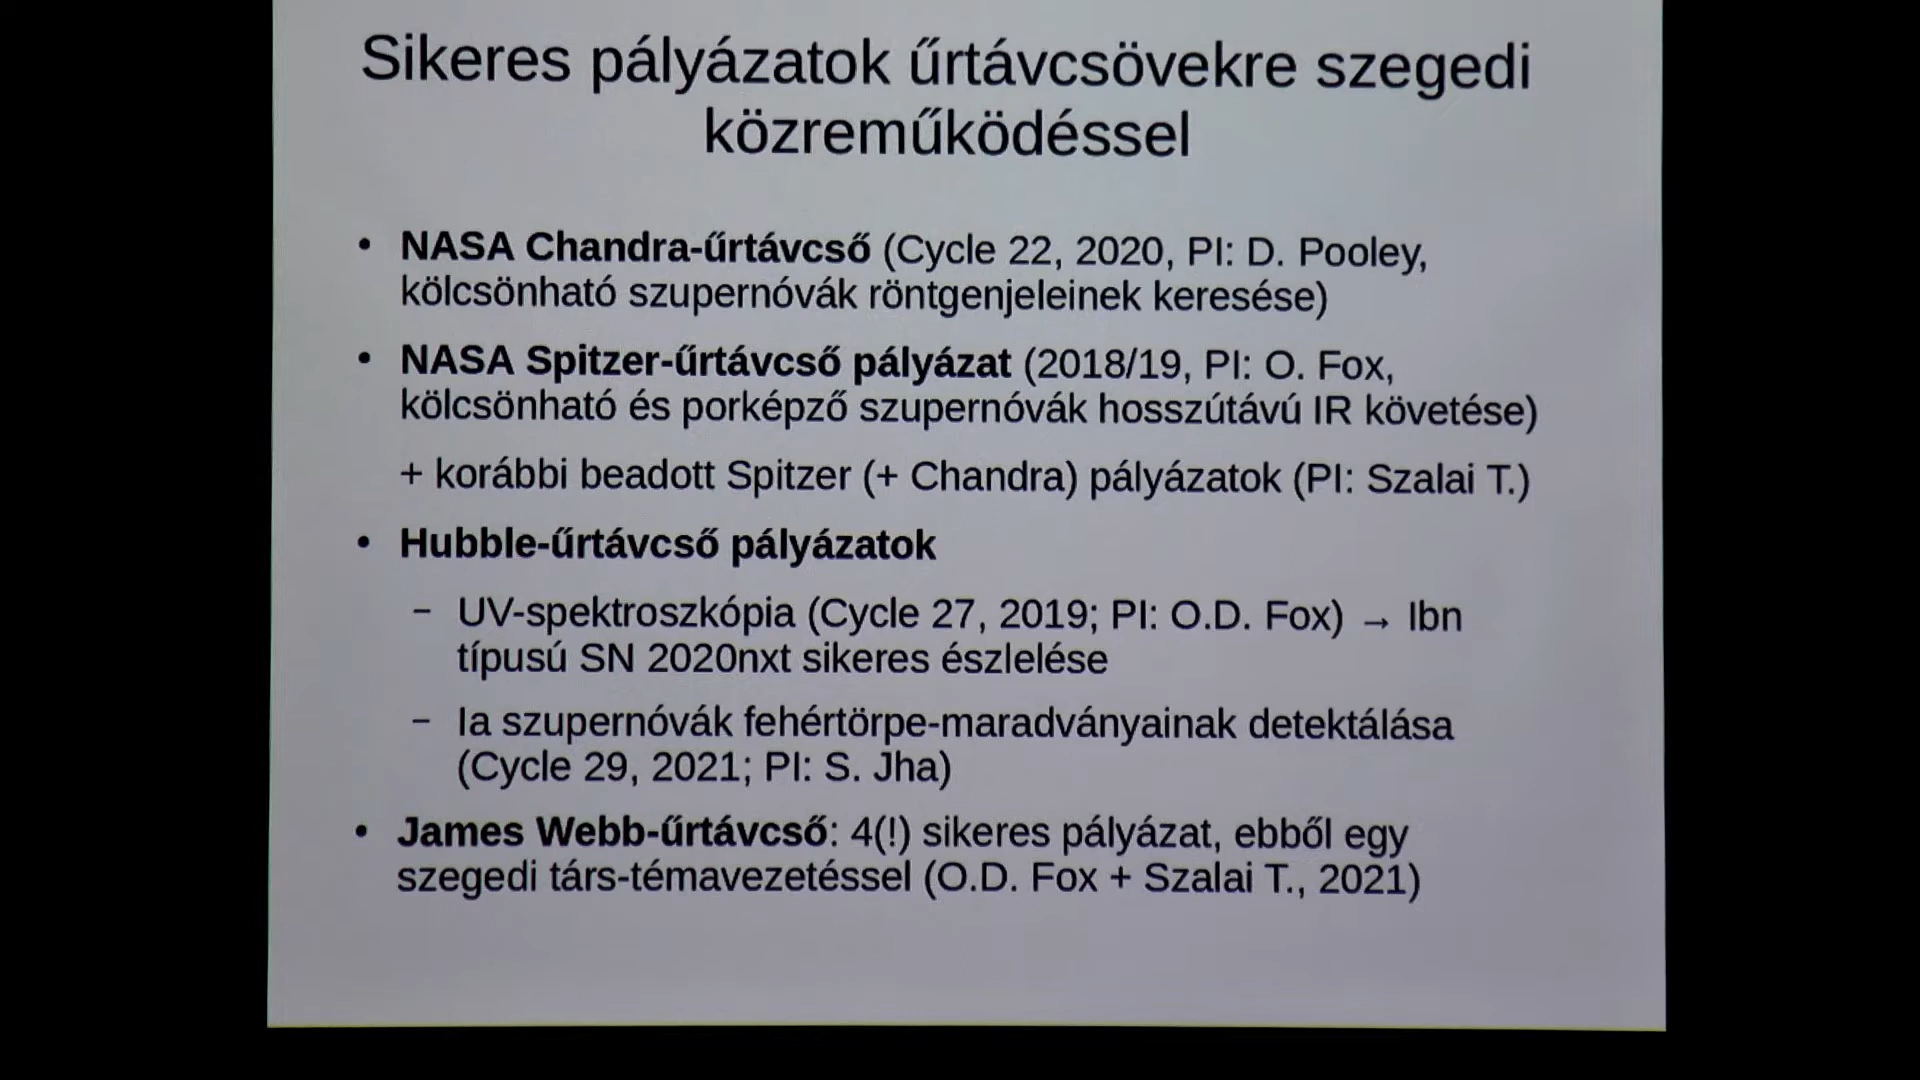 Sikeres pályázatok űrtávcsövekre szegedi
közreműködéssel
• NASA Chandra-űrtávcső (Cycle 22, 2020, PI: D. Pooley,
kölcsönható szupernóvák röntgenjeleinek keresése)
• NASA Spitzer-űrtávcső pályázat (2018/19, PI: O. Fox,
kölcsönható és porképző szupernóvák hosszútávú IR követése)
+ korábbi beadott Spitzer (+ Chandra) pályázatok (PI: Szalai T.)
• Hubble-űrtávcső pályázatok
– UV-spektroszkópia (Cycle 27, 2019; PI: O.D. Fox) → Ibn
típusú SN 2020nxt sikeres észlelése
– Ia szupernóvák fehértörpe-maradványainak detektálása
(Cycle 29, 2021; PI: S. Jha)
• James Webb-űrtávcső: 4(!) sikeres pályázat, ebből egy
szegedi társ-témavezetéssel (O.D. Fox + Szalai T., 2021)